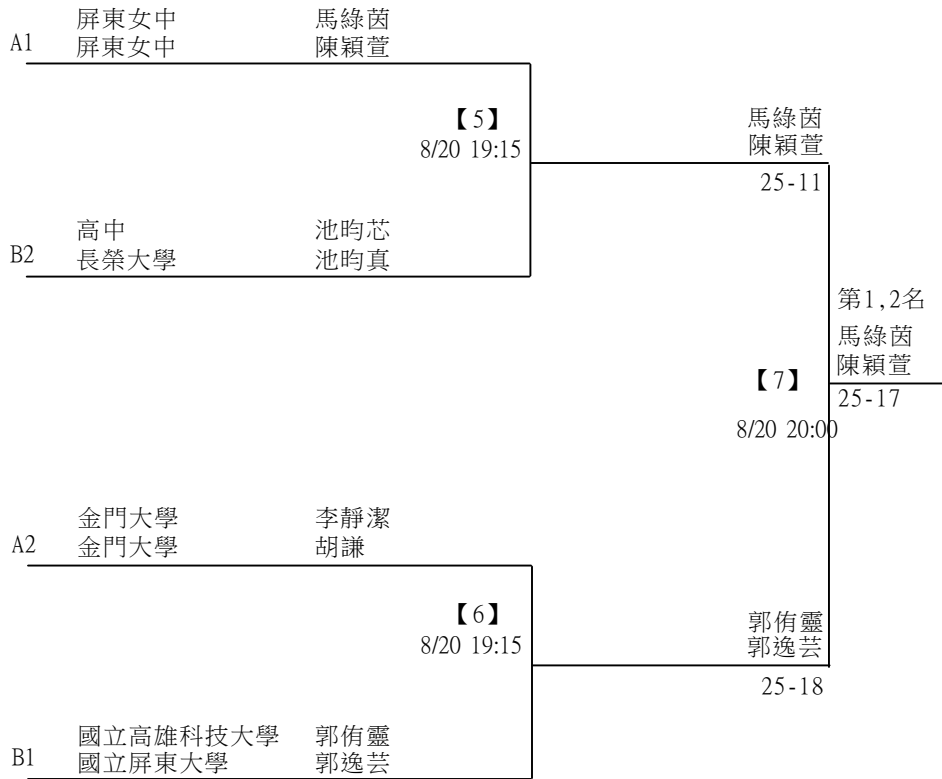 屏東女中 馬綠茵
A1 屏東女中 陳穎萱
【5】
8/20 19:15
馬綠茵
陳穎萱
25-11
高中 池昀芯
B2 長榮大學 池昀真
第1,2名
馬綠茵
陳穎萱
【7】
25-17
8/20 20:00
金門大學 李靜潔
A2 金門大學 胡謙
【6】
8/20 19:15
郭侑靈
郭逸芸
25-18
國立高雄科技大學 郭侑靈
B1 國立屏東大學 郭逸芸